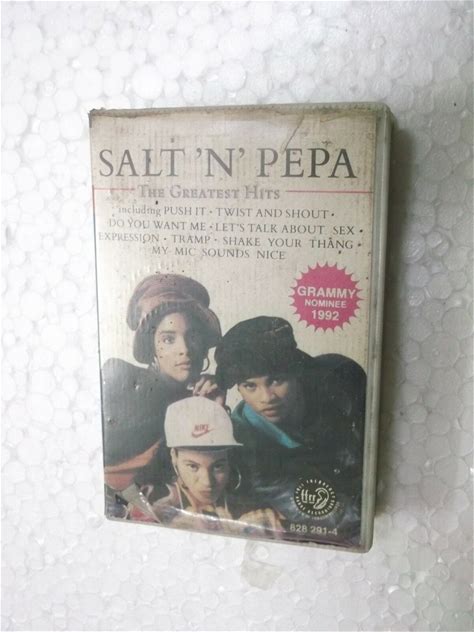 SALT 'N' PEPA
THE GREATEST HITS
including PUSH IT · TWIST AND SHOUT ·
DO YOU WANT ME · LET'S TALK ABOUT SEX ·
EXPRESSION · TRAMP · SHAKE YOUR THANG ·
MY MIC SOUNDS NICE
GRAMMY
NOMINEE
1992
NIKE
ffrr
828 291-4